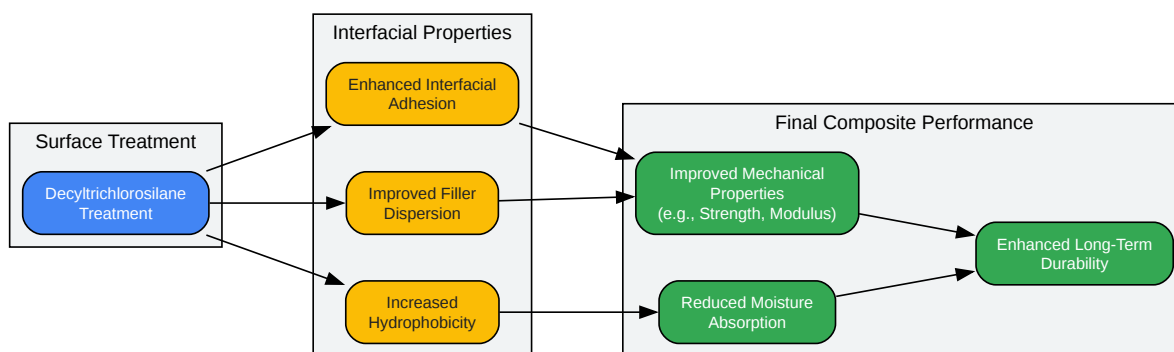 Surface Treatment
Decyltrichlorosilane
Treatment
Interfacial Properties
Enhanced Interfacial
Adhesion
Improved Filler
Dispersion
Increased
Hydrophobicity
Final Composite Performance
Improved Mechanical
Properties
(e.g., Strength, Modulus)
Reduced Moisture
Absorption
Enhanced Long-Term
Durability